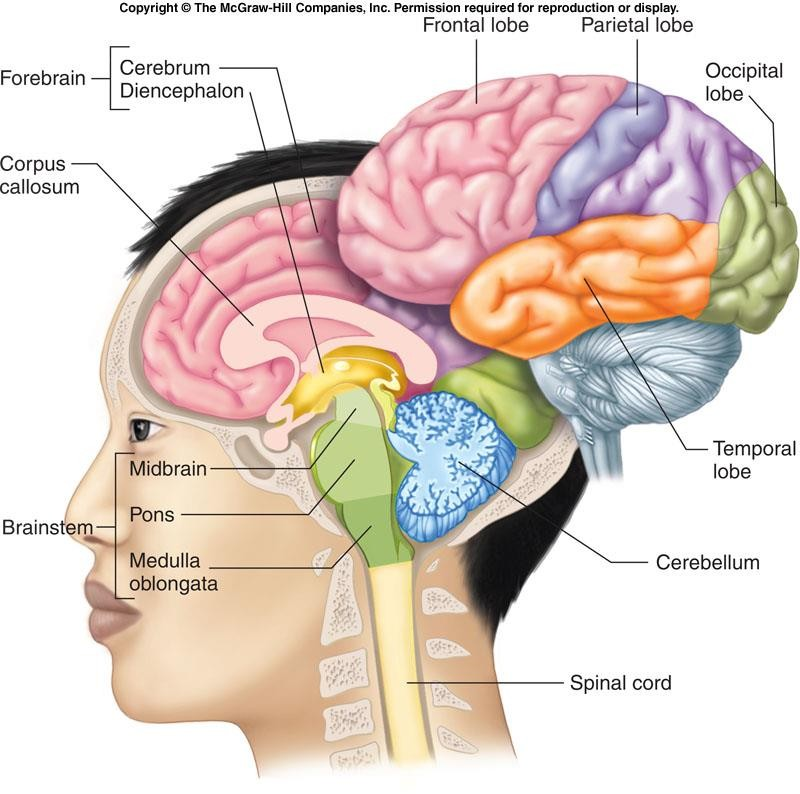 Copyright © The McGraw-Hill Companies, Inc. Permission required for reproduction or display.
Frontal lobe
Parietal lobe
Occipital
lobe
Forebrain
Cerebrum
Diencephalon
Corpus
callosum
Temporal
lobe
Brainstem
Midbrain
Pons
Medulla
oblongata
Cerebellum
Spinal cord